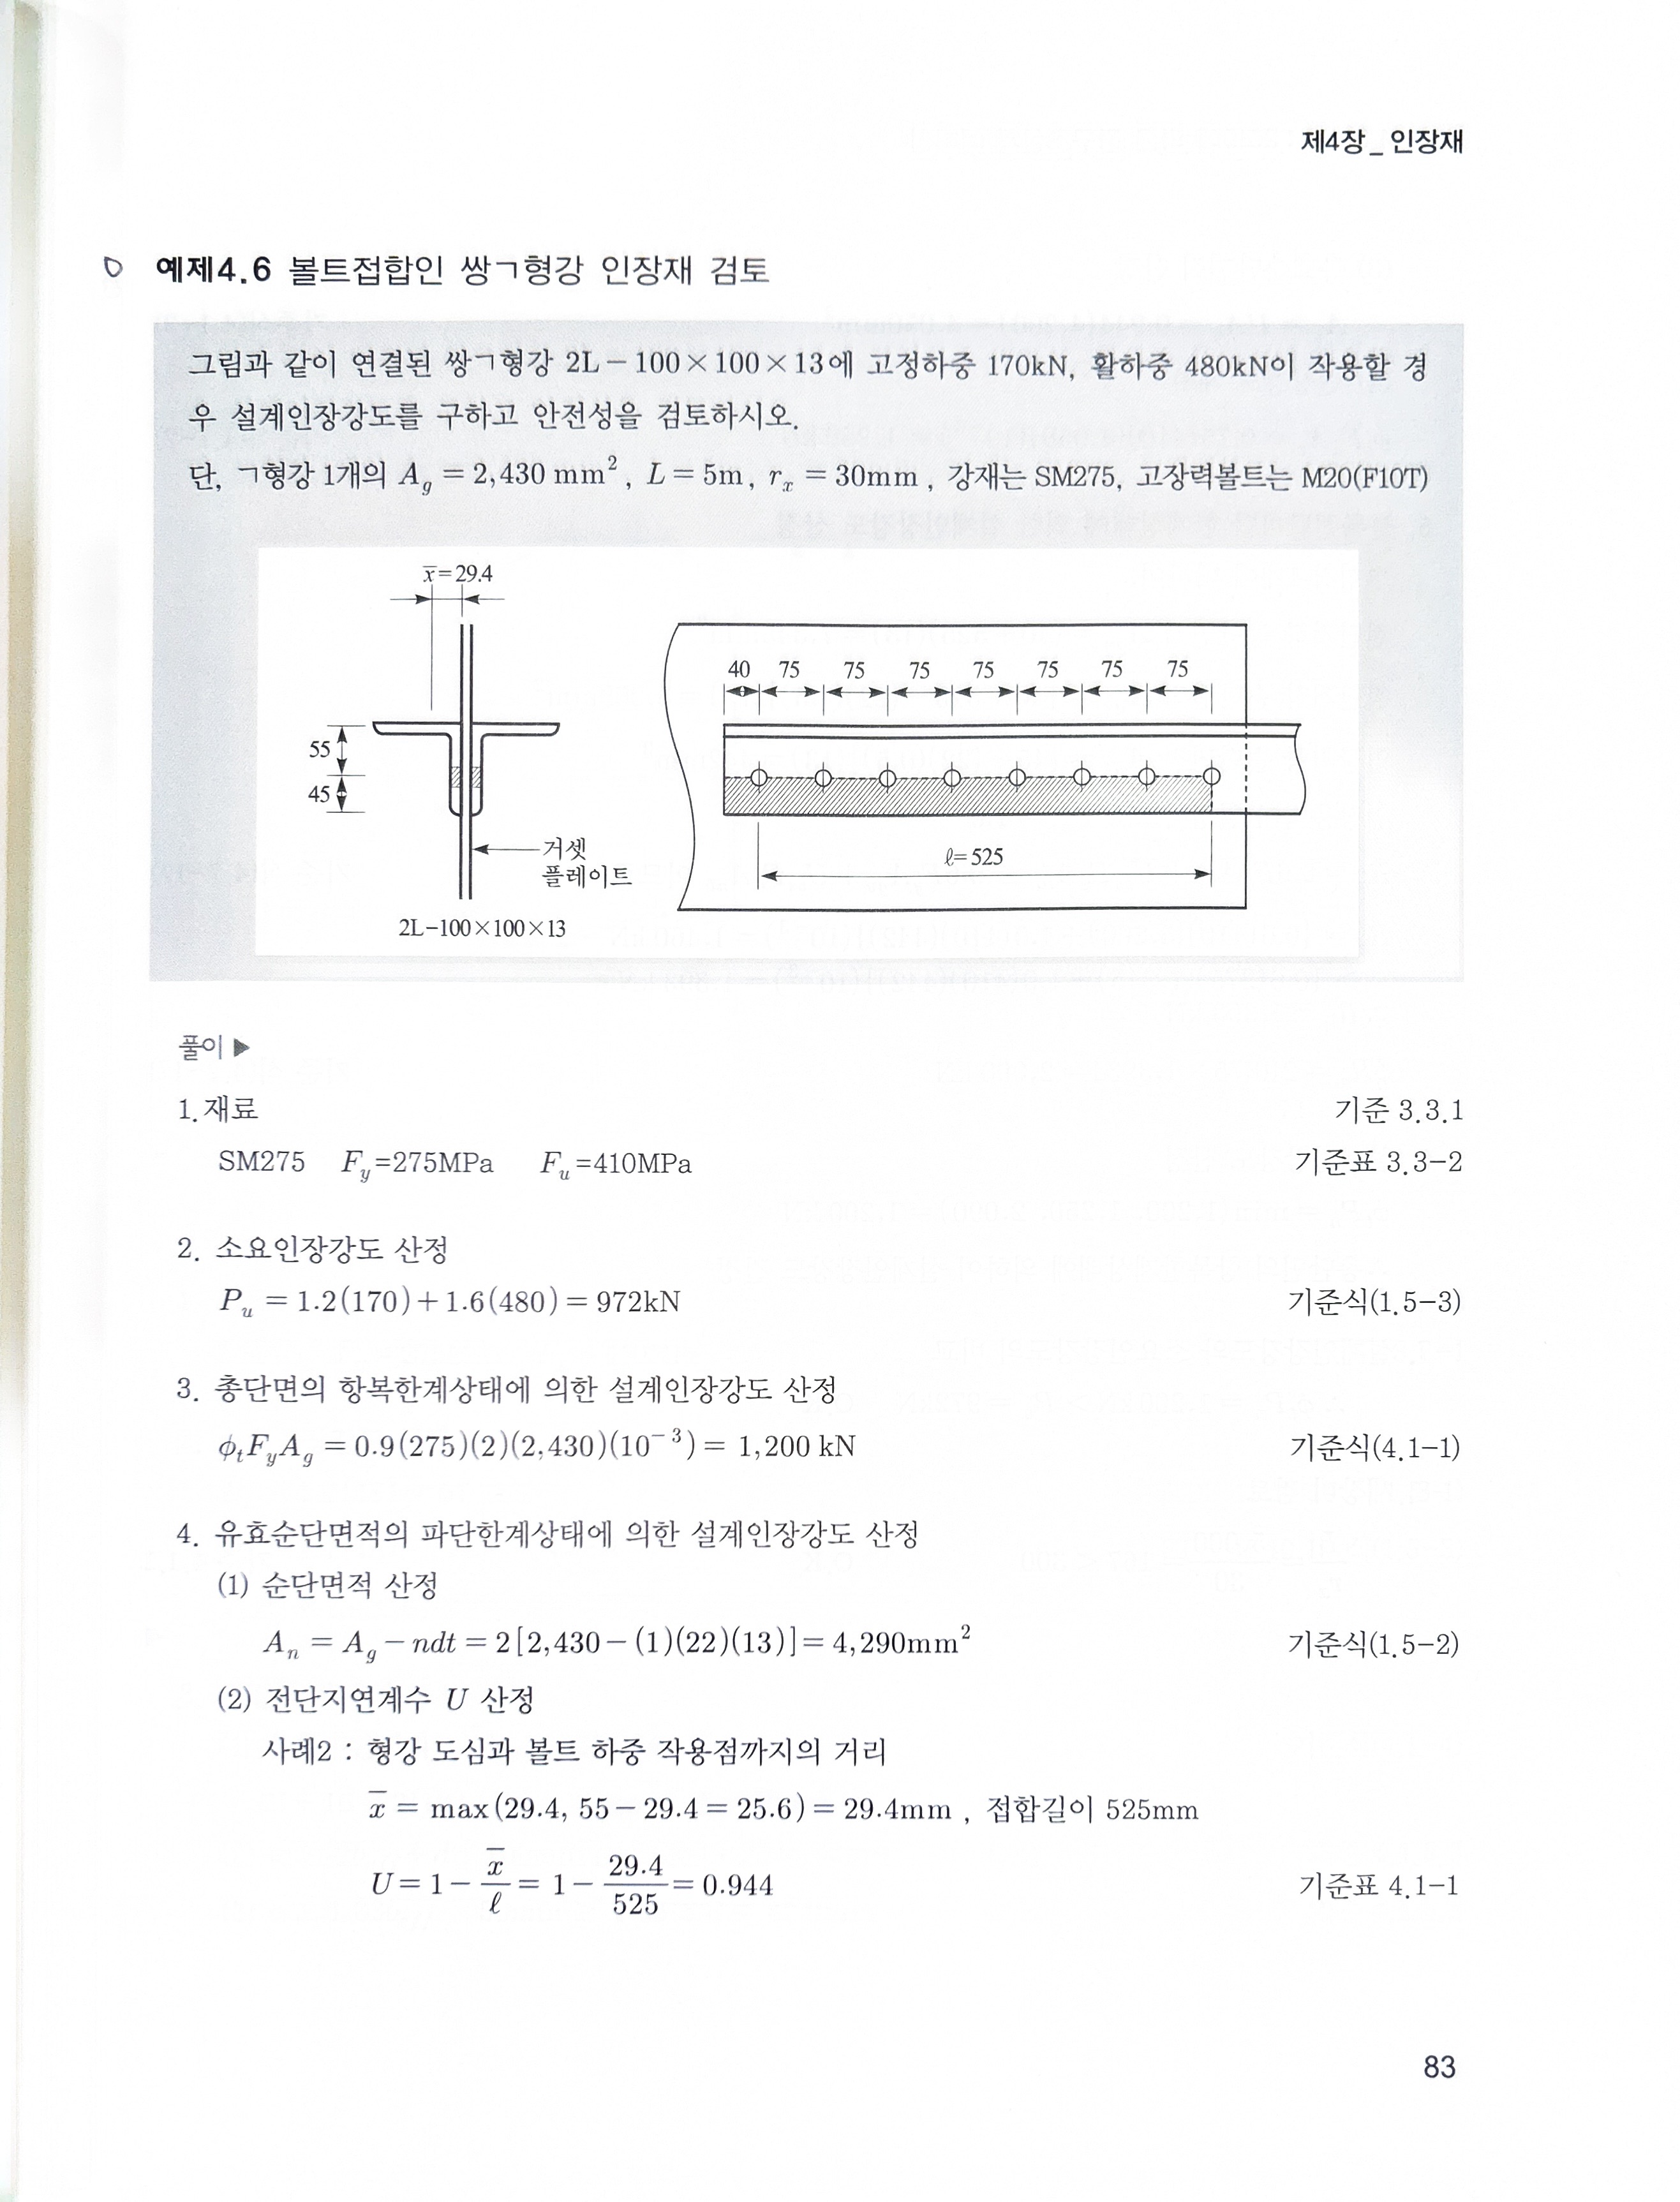 제4장_인장재
예제4.6 볼트접합인 쌍ㄱ형강 인장재 검토
그림과 같이 연결된 쌍ㄱ형강 2L－100×100×13에 고정하중 170kN, 활하중 480kN이 작용할 경
우 설계인장강도를 구하고 안전성을 검토하시오.
단, ㄱ형강 1개의 A_g = 2,430 mm², L = 5m, r_x = 30mm, 강재는 SM275, 고장력볼트는 M20(F10T)
x̅=29.4
55
45
거셋
플레이트
2L-100×100×13
40 75 75 75 75 75 75 75
ℓ=525
풀이 ▶
1. 재료 기준 3.3.1
SM275 F_y=275MPa F_u=410MPa 기준표 3.3-2
2. 소요인장강도 산정
P_u = 1.2(170)+1.6(480) = 972kN 기준식(1.5-3)
3. 총단면의 항복한계상태에 의한 설계인장강도 산정
ϕ_tF_yA_g = 0.9(275)(2)(2,430)(10⁻³) = 1,200 kN 기준식(4.1-1)
4. 유효순단면적의 파단한계상태에 의한 설계인장강도 산정
(1) 순단면적 산정
A_n = A_g － ndt = 2[2,430－(1)(22)(13)] = 4,290mm² 기준식(1.5-2)
(2) 전단지연계수 U 산정
사례2 : 형강 도심과 볼트 하중 작용점까지의 거리
x̅ = max(29.4, 55－29.4 = 25.6) = 29.4mm, 접합길이 525mm
U = 1－x̅/ℓ = 1－29.4/525 = 0.944 기준표 4.1-1
83